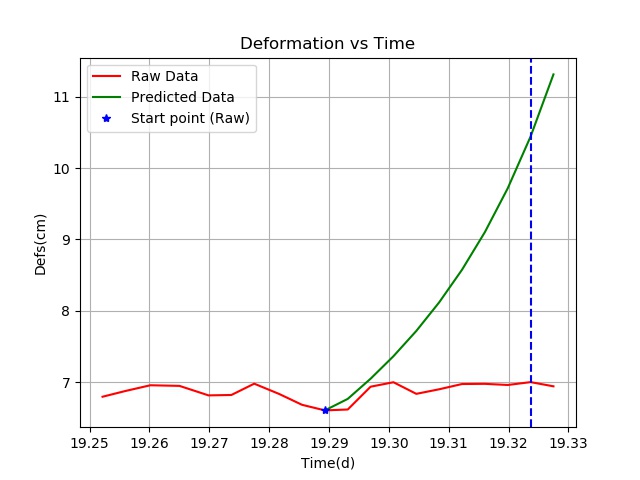 Deformation vs Time
Raw Data
Predicted Data
Start point (Raw)
11
10
9
8
7
Defs(cm)
19.25 19.26 19.27 19.28 19.29 19.30 19.31 19.32 19.33
Time(d)